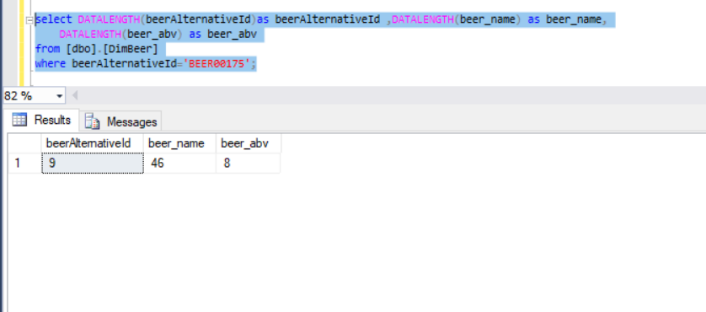 select DATALENGTH(beerAlternativeId)as beerAlternativeId ,DATALENGTH(beer_name) as beer_name,
DATALENGTH(beer_abv) as beer_abv
from [dbo].[DimBeer]
where beerAlternativeId='BEER00175';
82 %
Results Messages
beerAlternativeId beer_name beer_abv
1 9 46 8